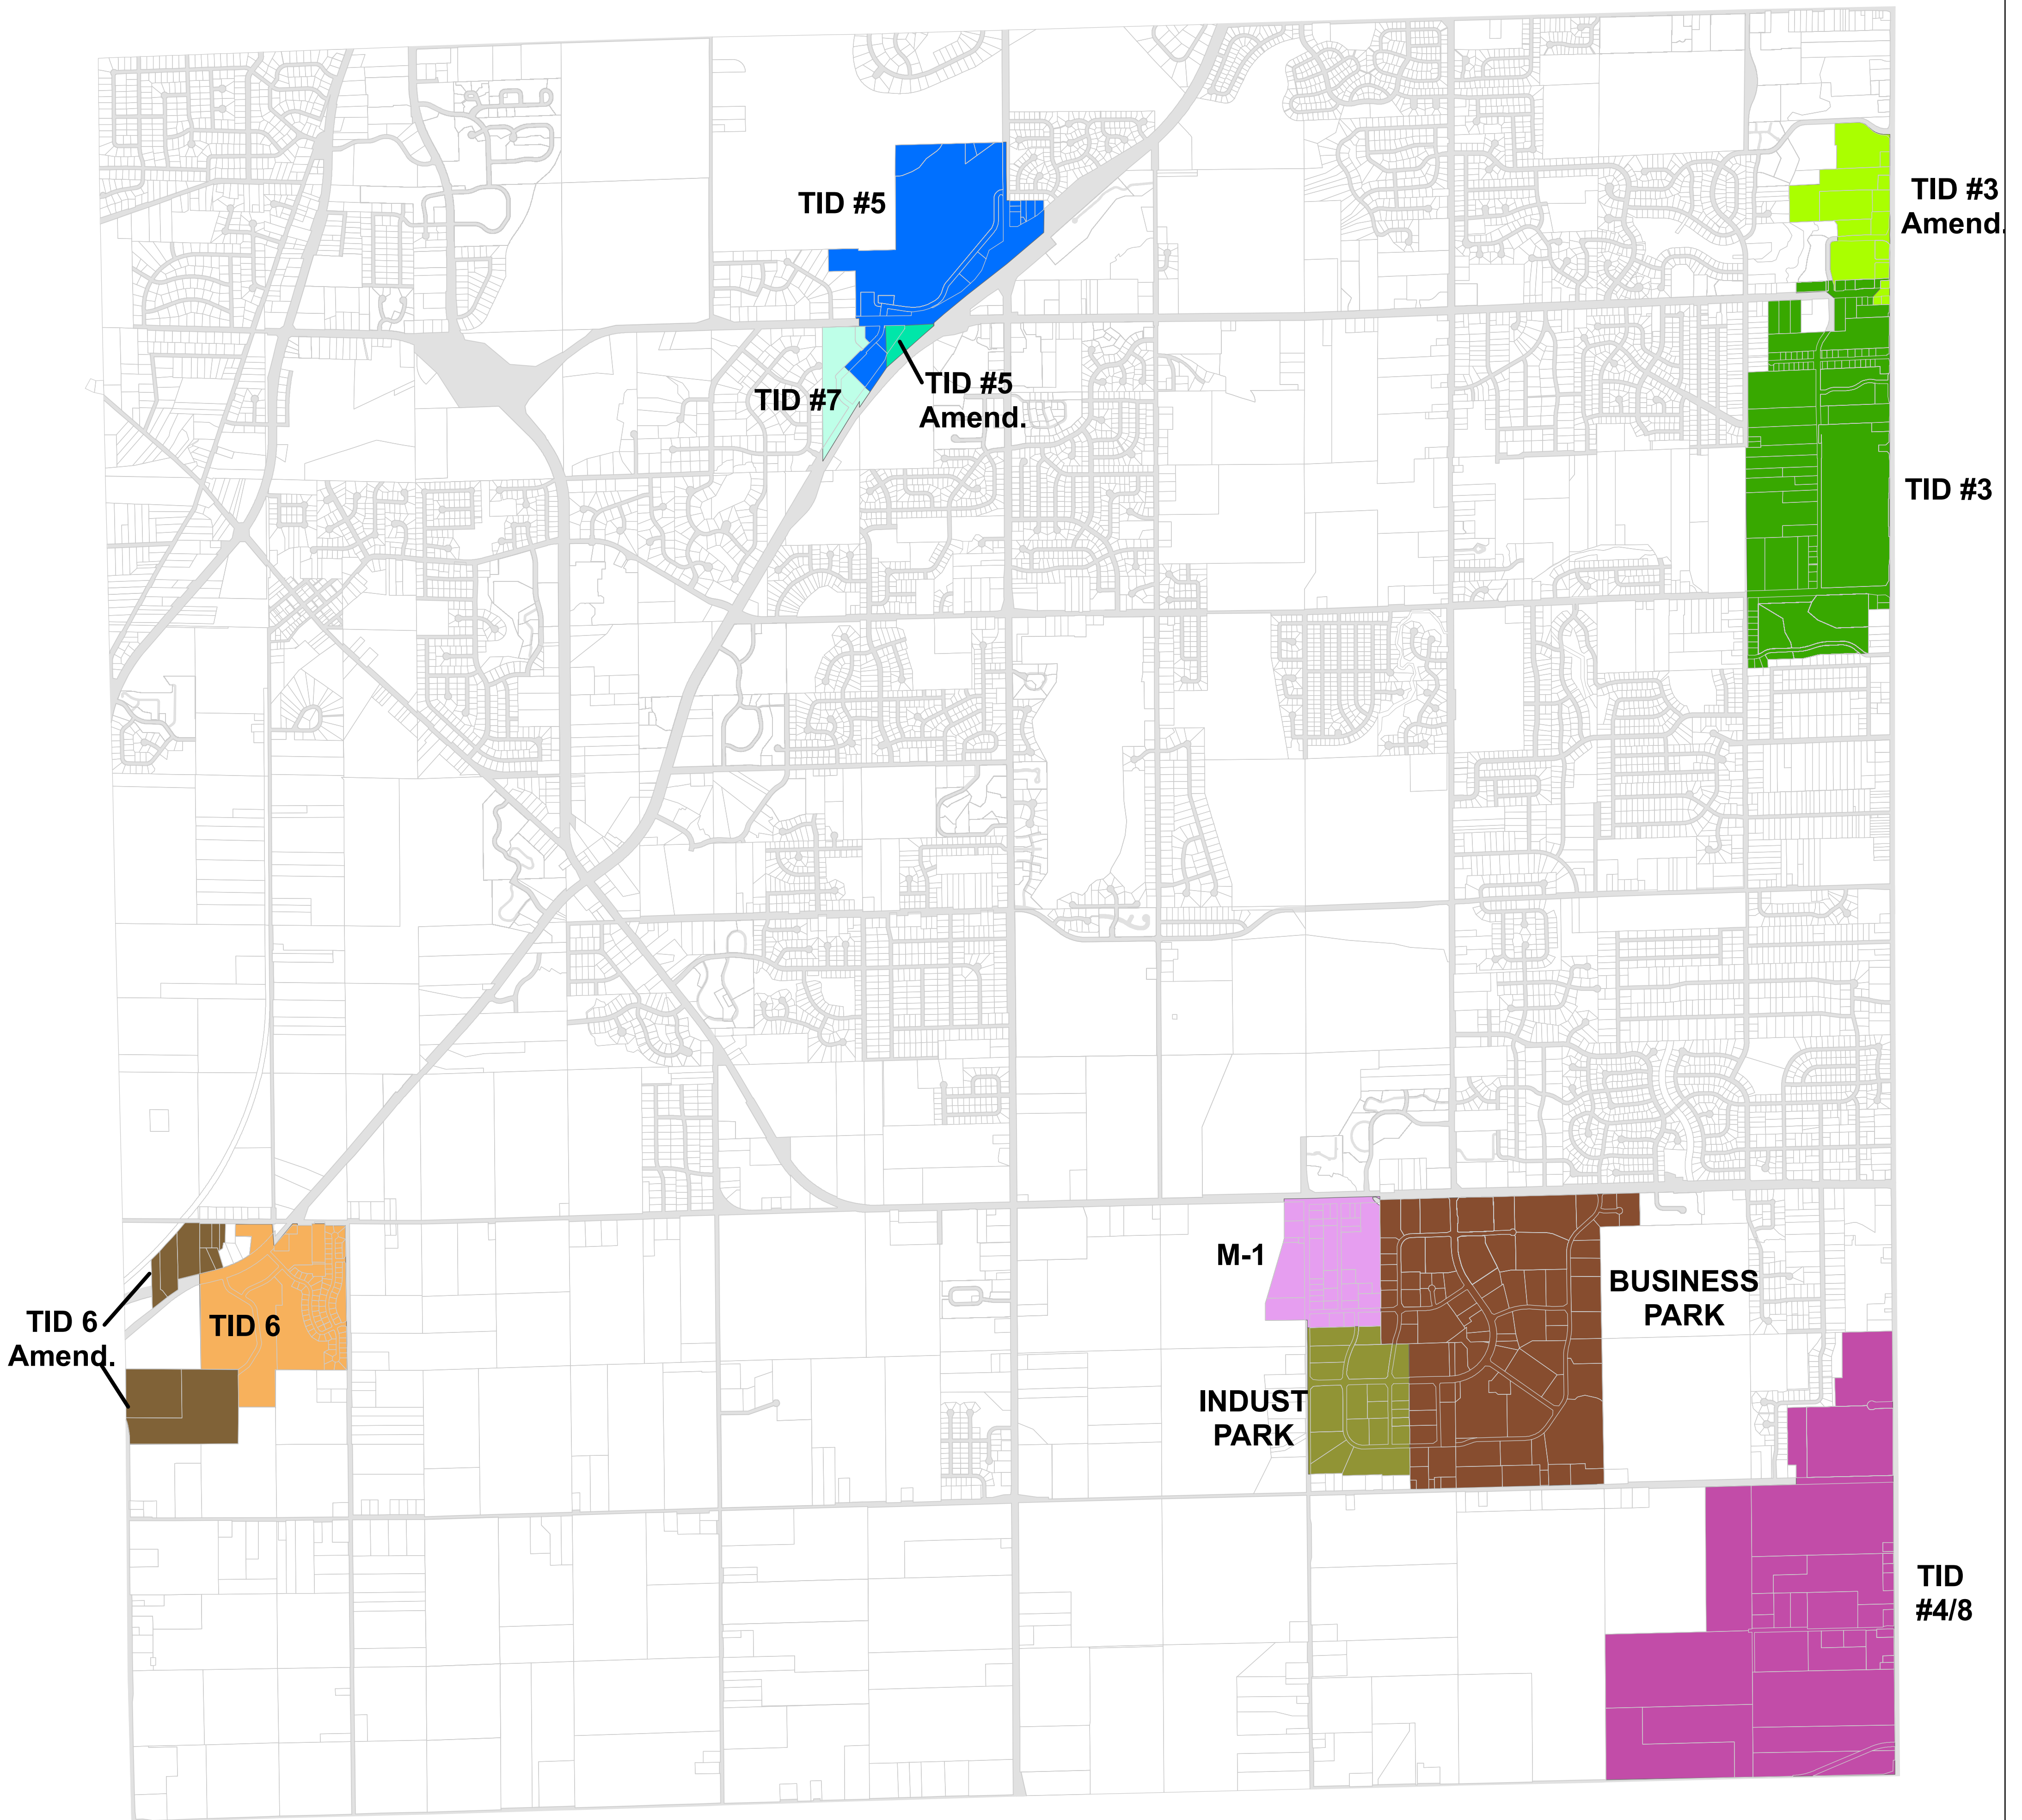 TID #5
TID #3
Amend.
TID #5
Amend.
TID #7
TID #3
M-1
BUSINESS
PARK
TID 6
Amend.
TID 6
INDUST
PARK
TID
#4/8